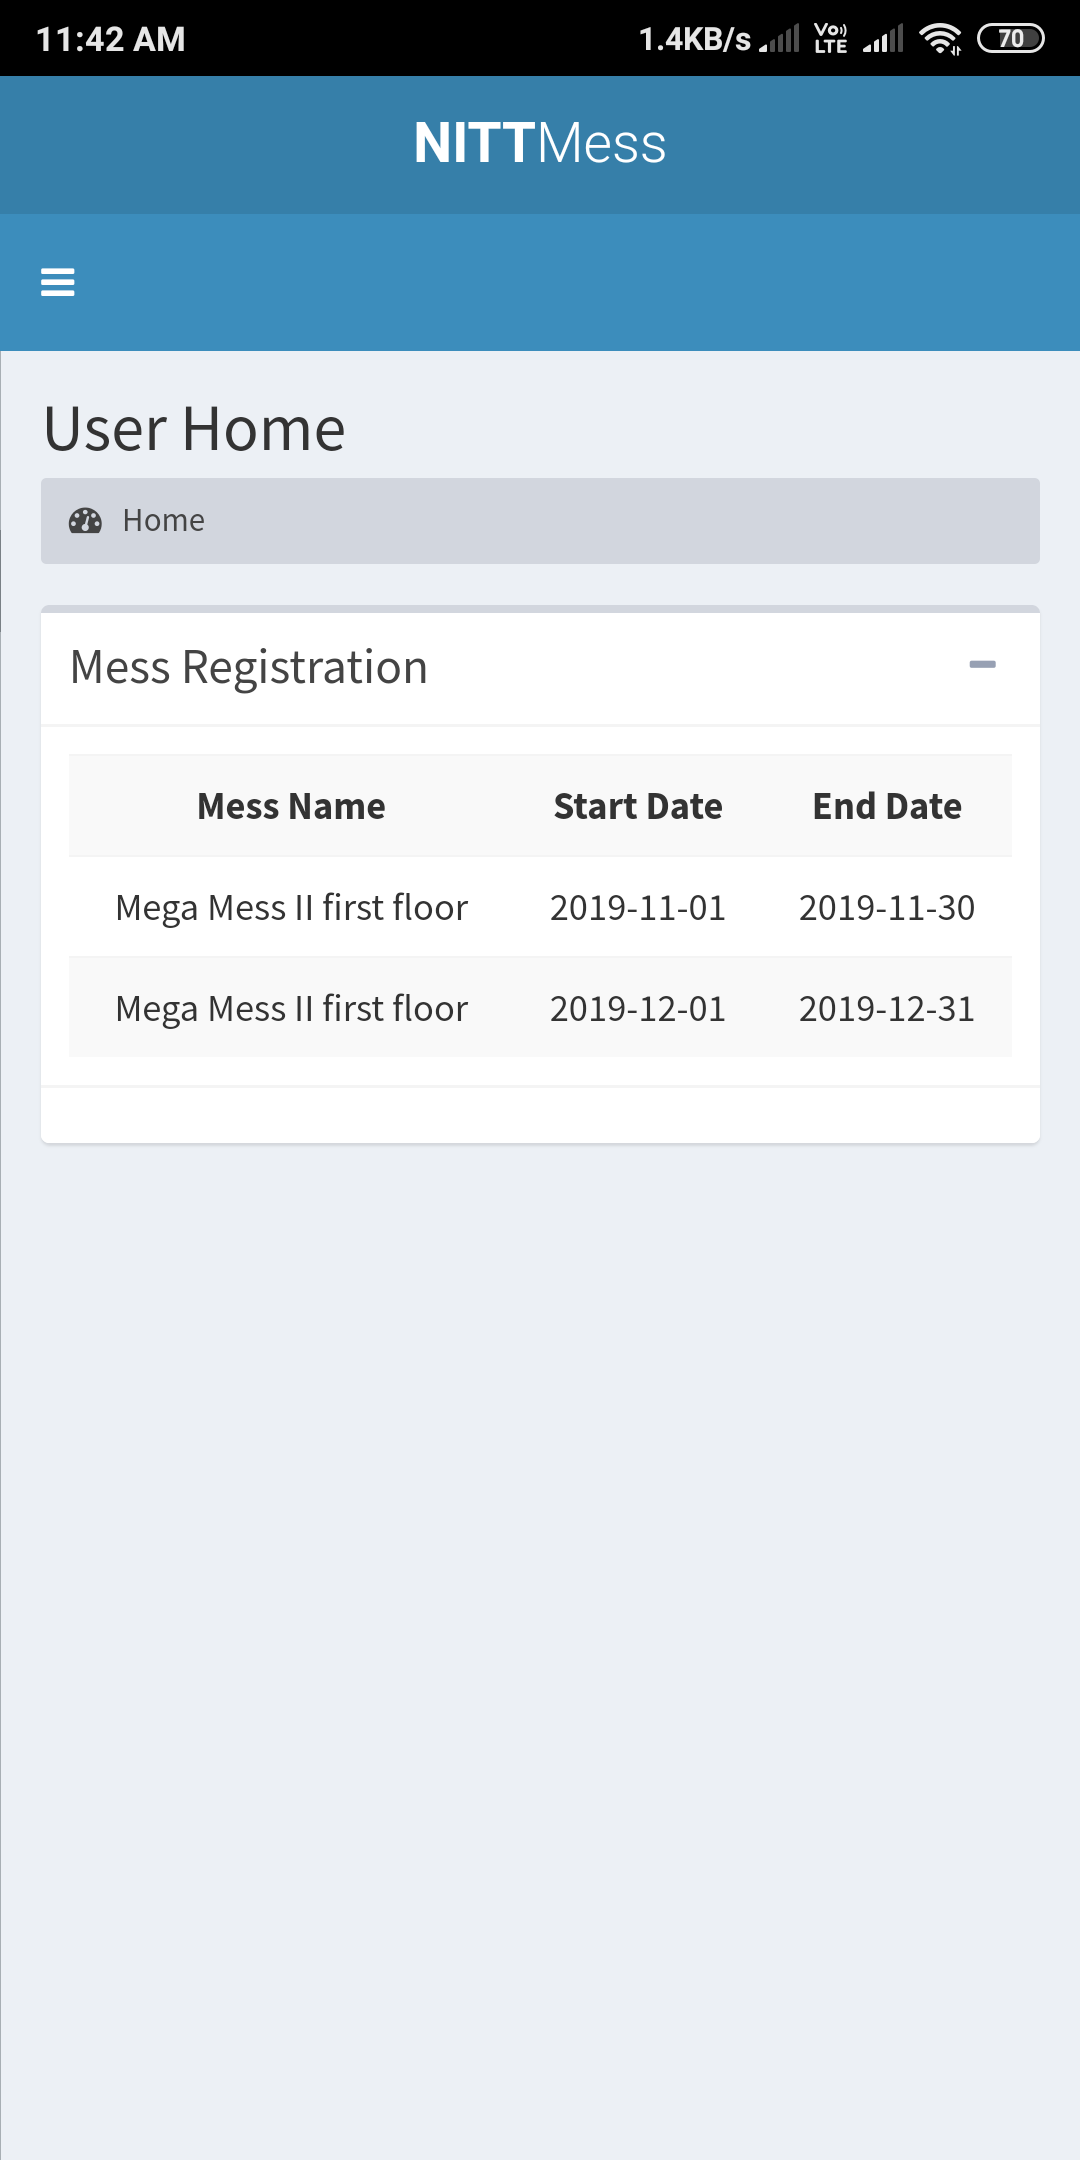 11:42 AM 1.4KB/s Vo)) LTE 70
NITTMess
User Home
Home
Mess Registration
Mess Name Start Date End Date
Mega Mess II first floor 2019-11-01 2019-11-30
Mega Mess II first floor 2019-12-01 2019-12-31